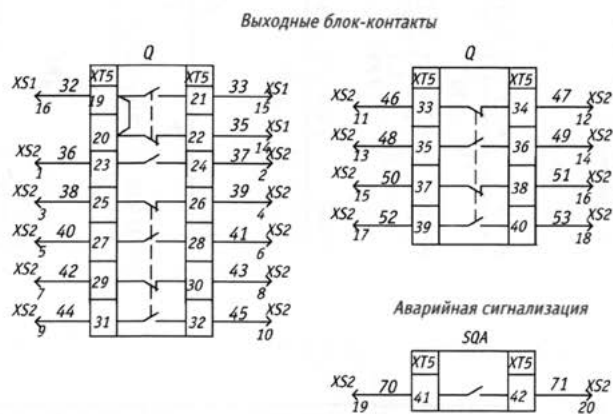 Выходные блок-контакты
Q
XT5 XT5
XS1 32 19 21 33 XS1
16 15
20 22 35 XS1
14
XS2 36 23 24 37 XS2
1 2
XS2 38 25 26 39 XS2
3 4
XS2 40 27 28 41 XS2
5 6
XS2 42 29 30 43 XS2
7 8
XS2 44 31 32 45 XS2
9 10
Q
XT5 XT5
XS2 46 33 34 47 XS2
11 12
XS2 48 35 36 49 XS2
13 14
XS2 50 37 38 51 XS2
15 16
XS2 52 39 40 53 XS2
17 18
Аварийная сигнализация
SQA
XT5 XT5
XS2 70 41 42 71 XS2
19 20